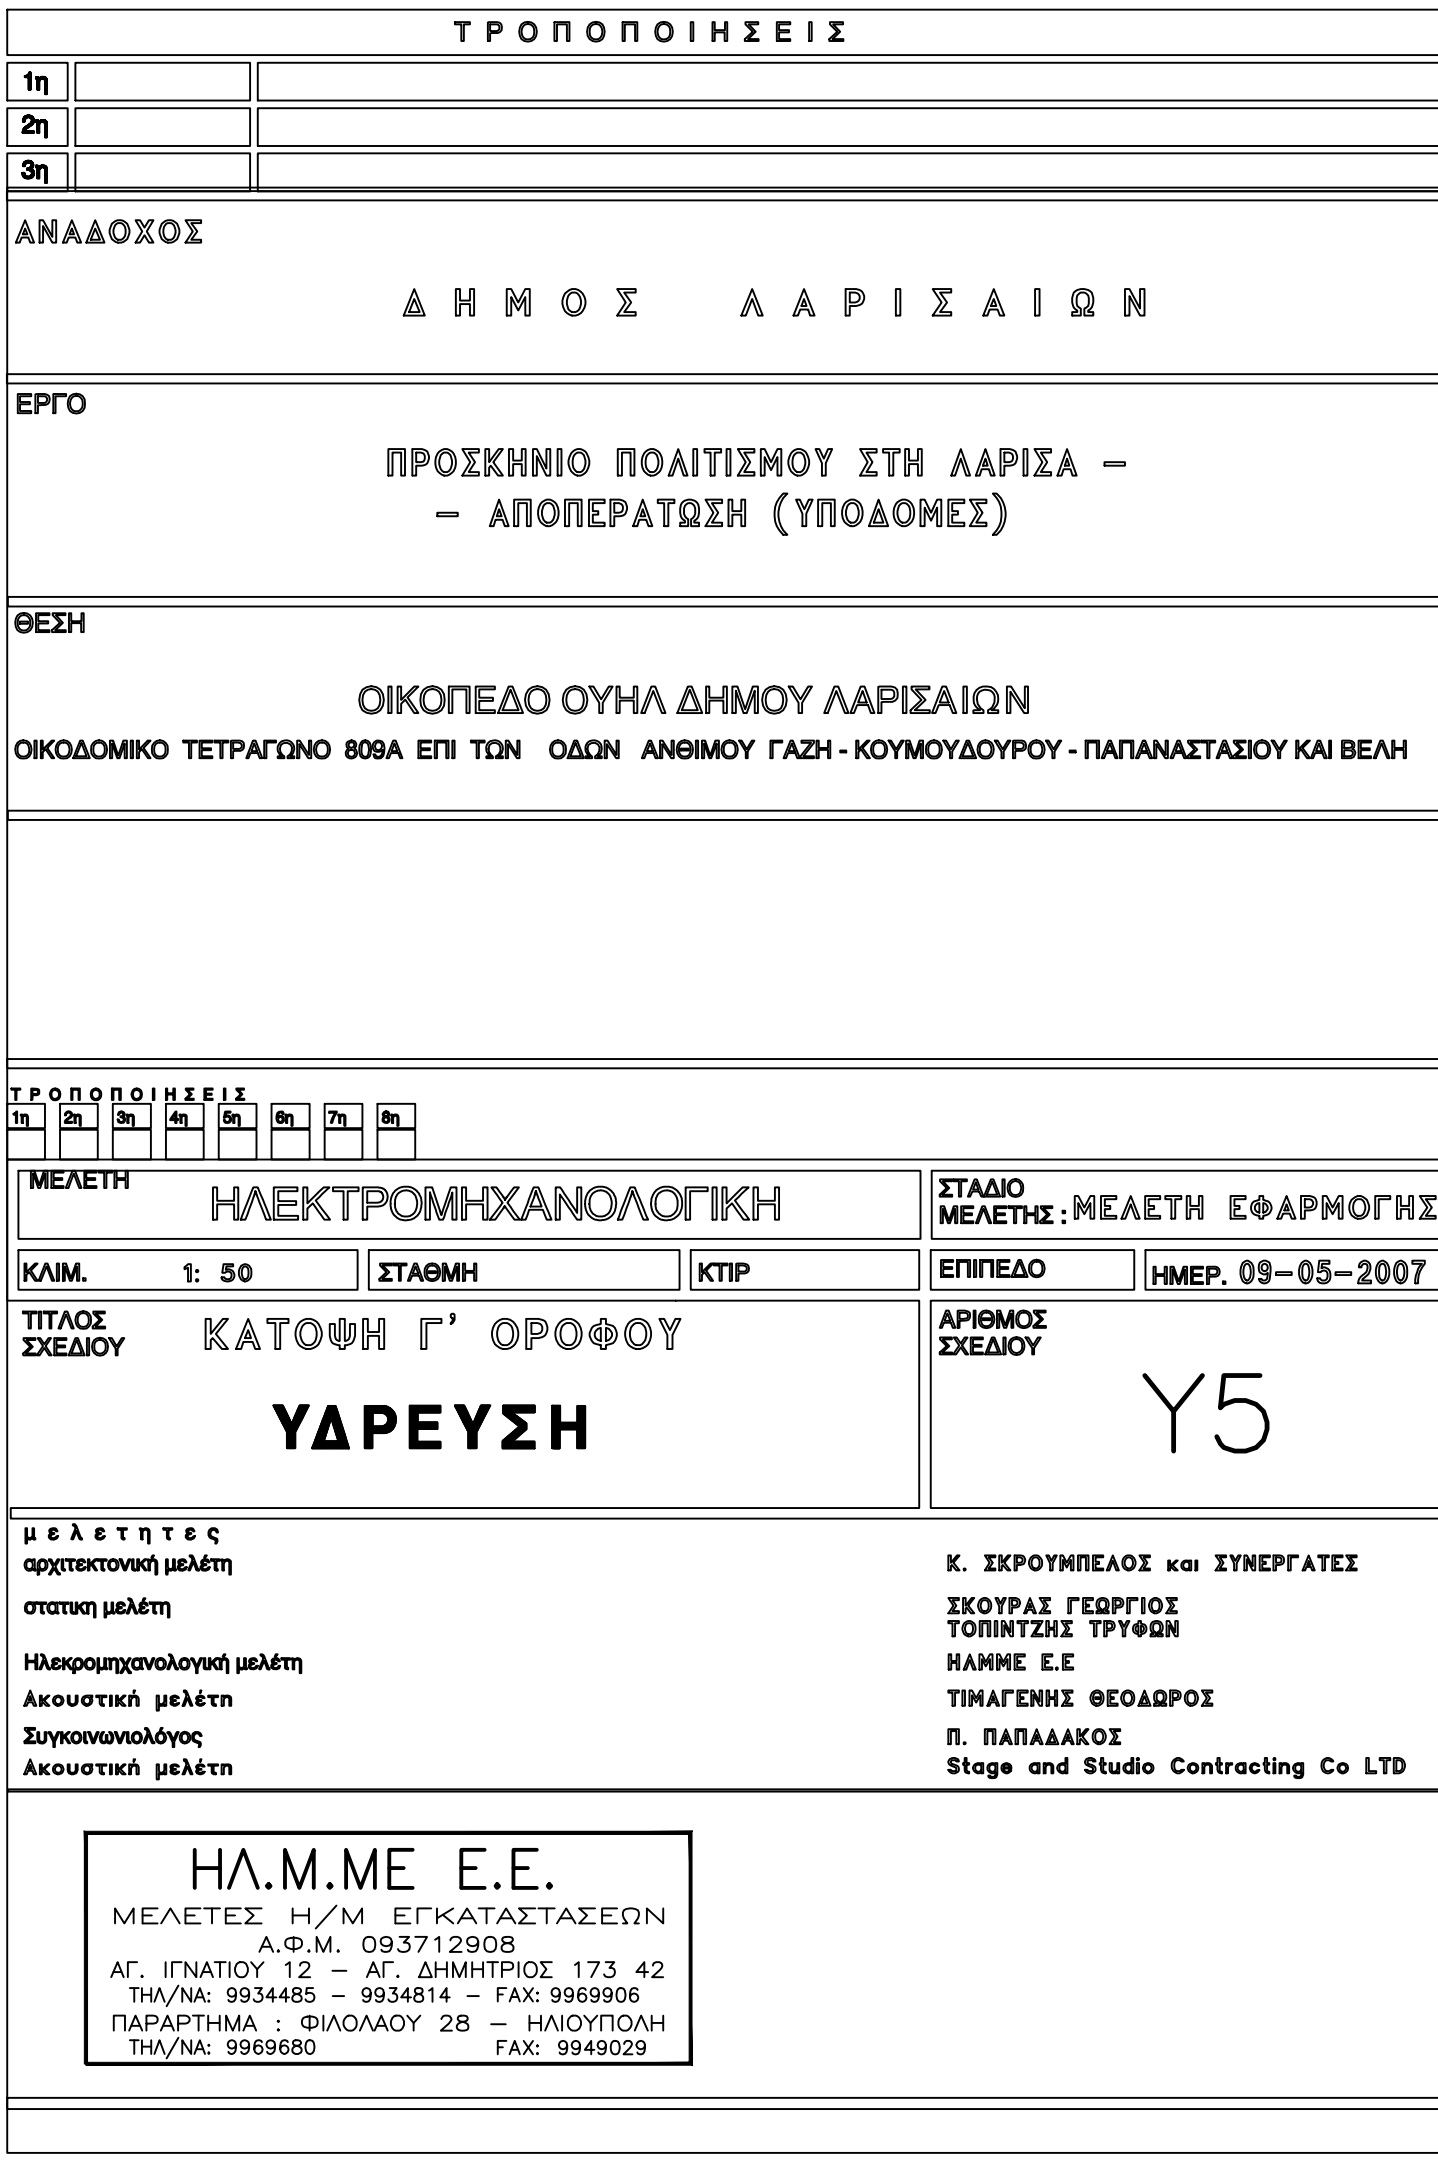 ΤΡΟΠΟΠΟΙΗΣΕΙΣ
1η
2η
3η
ΑΝΑΔΟΧΟΣ
ΔΗΜΟΣ ΛΑΡΙΣΑΙΩΝ
ΕΡΓΟ
ΠΡΟΣΚΗΝΙΟ ΠΟΛΙΤΙΣΜΟΥ ΣΤΗ ΛΑΡΙΣΑ –
– ΑΠΟΠΕΡΑΤΩΣΗ (ΥΠΟΔΟΜΕΣ)
ΘΕΣΗ
ΟΙΚΟΠΕΔΟ ΟΥΗΛ ΔΗΜΟΥ ΛΑΡΙΣΑΙΩΝ
ΟΙΚΟΔΟΜΙΚΟ ΤΕΤΡΑΓΩΝΟ 809Α ΕΠΙ ΤΩΝ ΟΔΩΝ ΑΝΘΙΜΟΥ ΓΑΖΗ - ΚΟΥΜΟΥΔΟΥΡΟΥ - ΠΑΠΑΝΑΣΤΑΣΙΟΥ ΚΑΙ ΒΕΛΗ
ΤΡΟΠΟΠΟΙΗΣΕΙΣ
1η 2η 3η 4η 5η 6η 7η 8η
ΜΕΛΕΤΗ ΗΛΕΚΤΡΟΜΗΧΑΝΟΛΟΓΙΚΗ
ΣΤΑΔΙΟ
ΜΕΛΕΤΗΣ : ΜΕΛΕΤΗ ΕΦΑΡΜΟΓΗΣ
ΚΛΙΜ. 1: 50 ΣΤΑΘΜΗ ΚΤΙΡ ΕΠΙΠΕΔΟ ΗΜΕΡ. 09-05-2007
ΤΙΤΛΟΣ
ΣΧΕΔΙΟΥ ΚΑΤΟΨΗ Γ' ΟΡΟΦΟΥ
ΥΔΡΕΥΣΗ
ΑΡΙΘΜΟΣ
ΣΧΕΔΙΟΥ
Υ5
μελετητες
αρχιτεκτονική μελέτη Κ. ΣΚΡΟΥΜΠΕΛΟΣ και ΣΥΝΕΡΓΑΤΕΣ
στατικη μελέτη ΣΚΟΥΡΑΣ ΓΕΩΡΓΙΟΣ
ΤΟΠΙΝΤΖΗΣ ΤΡΥΦΩΝ
Ηλεκρομηχανολογική μελέτη ΗΛΜΜΕ Ε.Ε
Ακουστική μελέτη ΤΙΜΑΓΕΝΗΣ ΘΕΟΔΩΡΟΣ
Συγκοινωνιολόγος Π. ΠΑΠΑΔΑΚΟΣ
Ακουστική μελέτη Stage and Studio Contracting Co LTD
ΗΛ.Μ.ΜΕ Ε.Ε.
ΜΕΛΕΤΕΣ Η/Μ ΕΓΚΑΤΑΣΤΑΣΕΩΝ
Α.Φ.Μ. 093712908
ΑΓ. ΙΓΝΑΤΙΟΥ 12 – ΑΓ. ΔΗΜΗΤΡΙΟΣ 173 42
ΤΗΛ/ΝΑ: 9934485 – 9934814 – FAX: 9969906
ΠΑΡΑΡΤΗΜΑ : ΦΙΛΟΛΑΟΥ 28 – ΗΛΙΟΥΠΟΛΗ
ΤΗΛ/ΝΑ: 9969680 FAX: 9949029